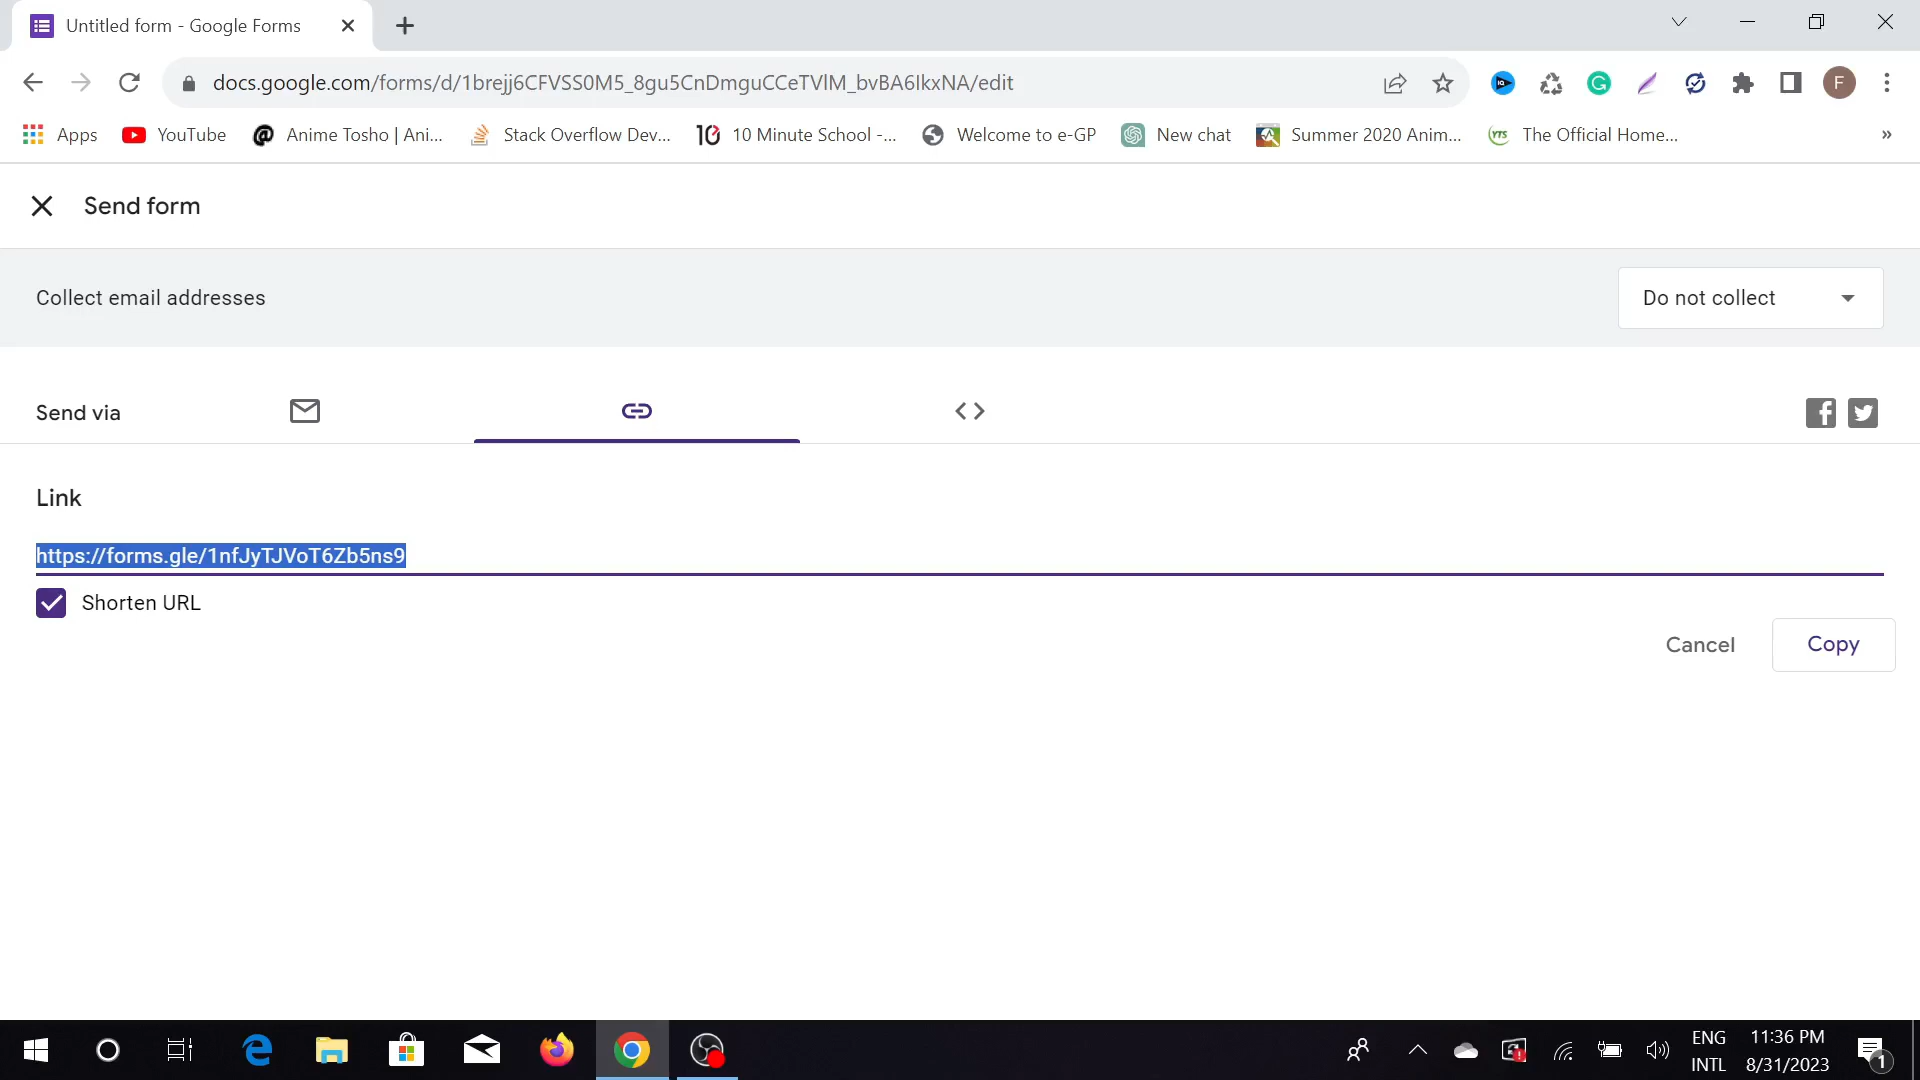 Untitled form - Google Forms
docs.google.com/forms/d/1brejj6CFVSS0M5_8gu5CnDmguCCeTVlM_bvBA6IkxNA/edit
F
Apps
YouTube
Anime Tosho | Ani...
Stack Overflow Dev...
10 Minute School -...
Welcome to e-GP
New chat
Summer 2020 Anim...
The Official Home...
»
Send form
Collect email addresses
Do not collect
Send via
Link
https://forms.gle/1nfJyTJVoT6Zb5ns9
Shorten URL
Cancel
Copy
ENG
INTL
11:36 PM
8/31/2023
1